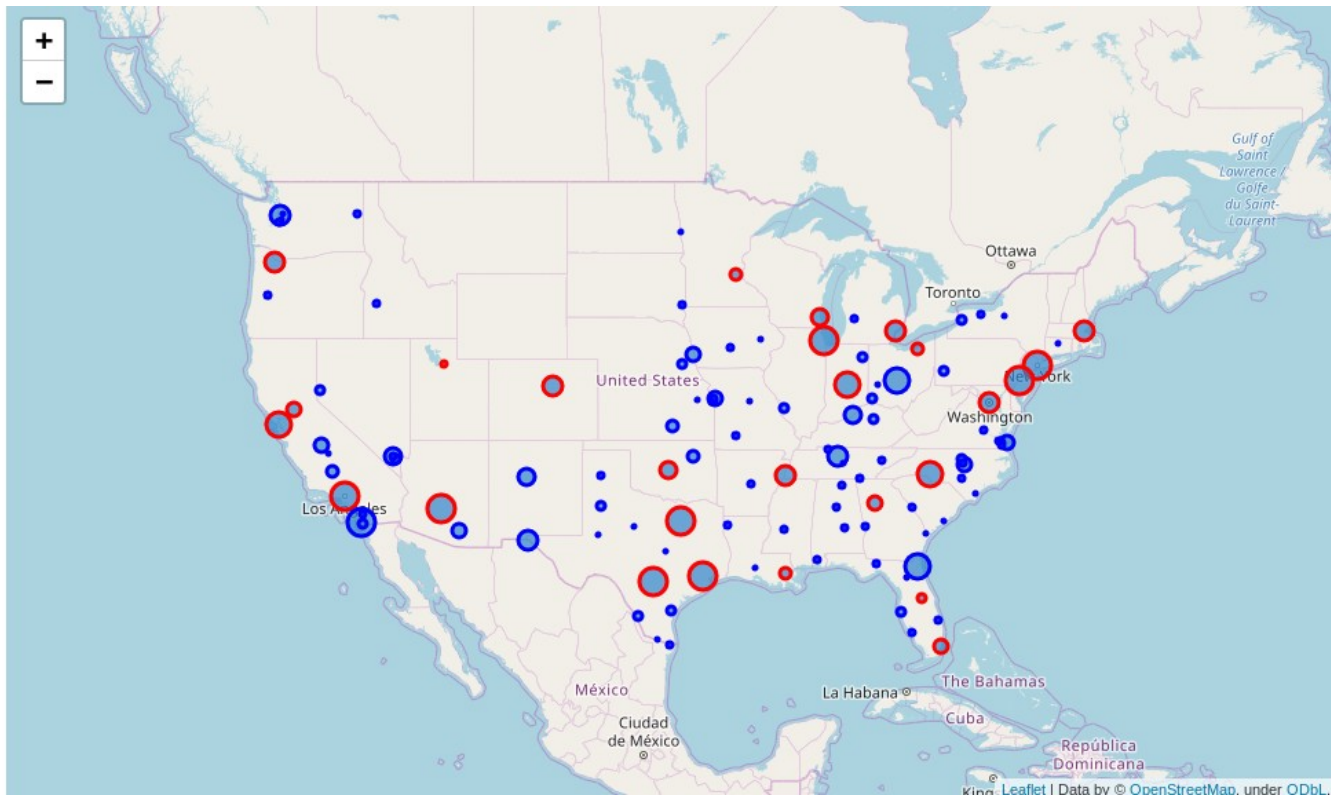 +
−
Gulf of
Saint
Lawrence /
Golfe
du Saint-
Laurent
Ottawa
Toronto
United States
New York
Washington
Los Angeles
México
Ciudad
de México
La Habana
The Bahamas
Cuba
República
Dominicana
Leaflet | Data by © OpenStreetMap, under ODbL.